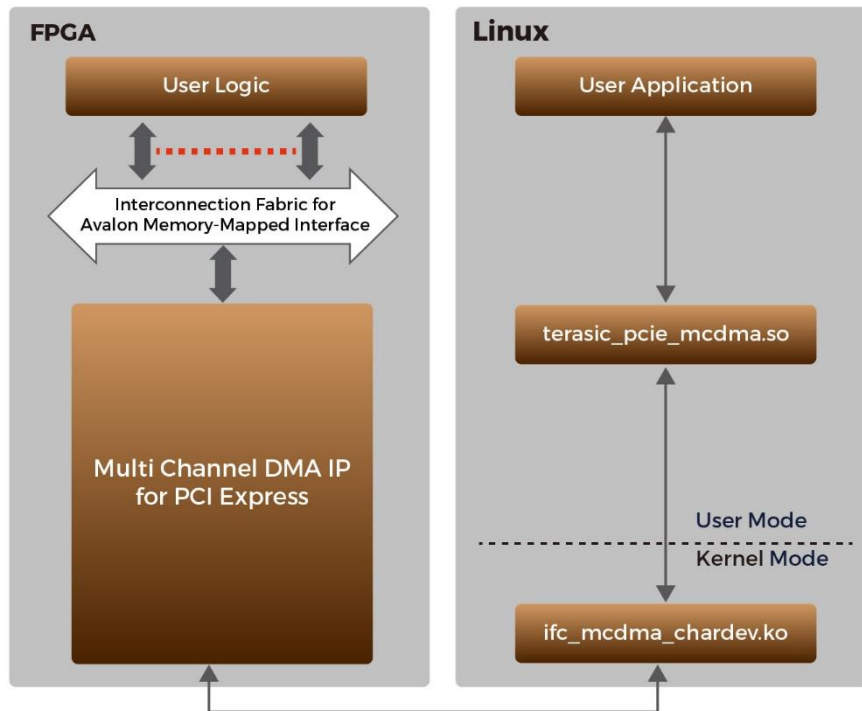 FPGA
User Logic
Interconnection Fabric for
Avalon Memory-Mapped Interface
Multi Channel DMA IP
for PCI Express
Linux
User Application
terasic_pcie_mcdma.so
User Mode
Kernel Mode
ifc_mcdma_chardev.ko